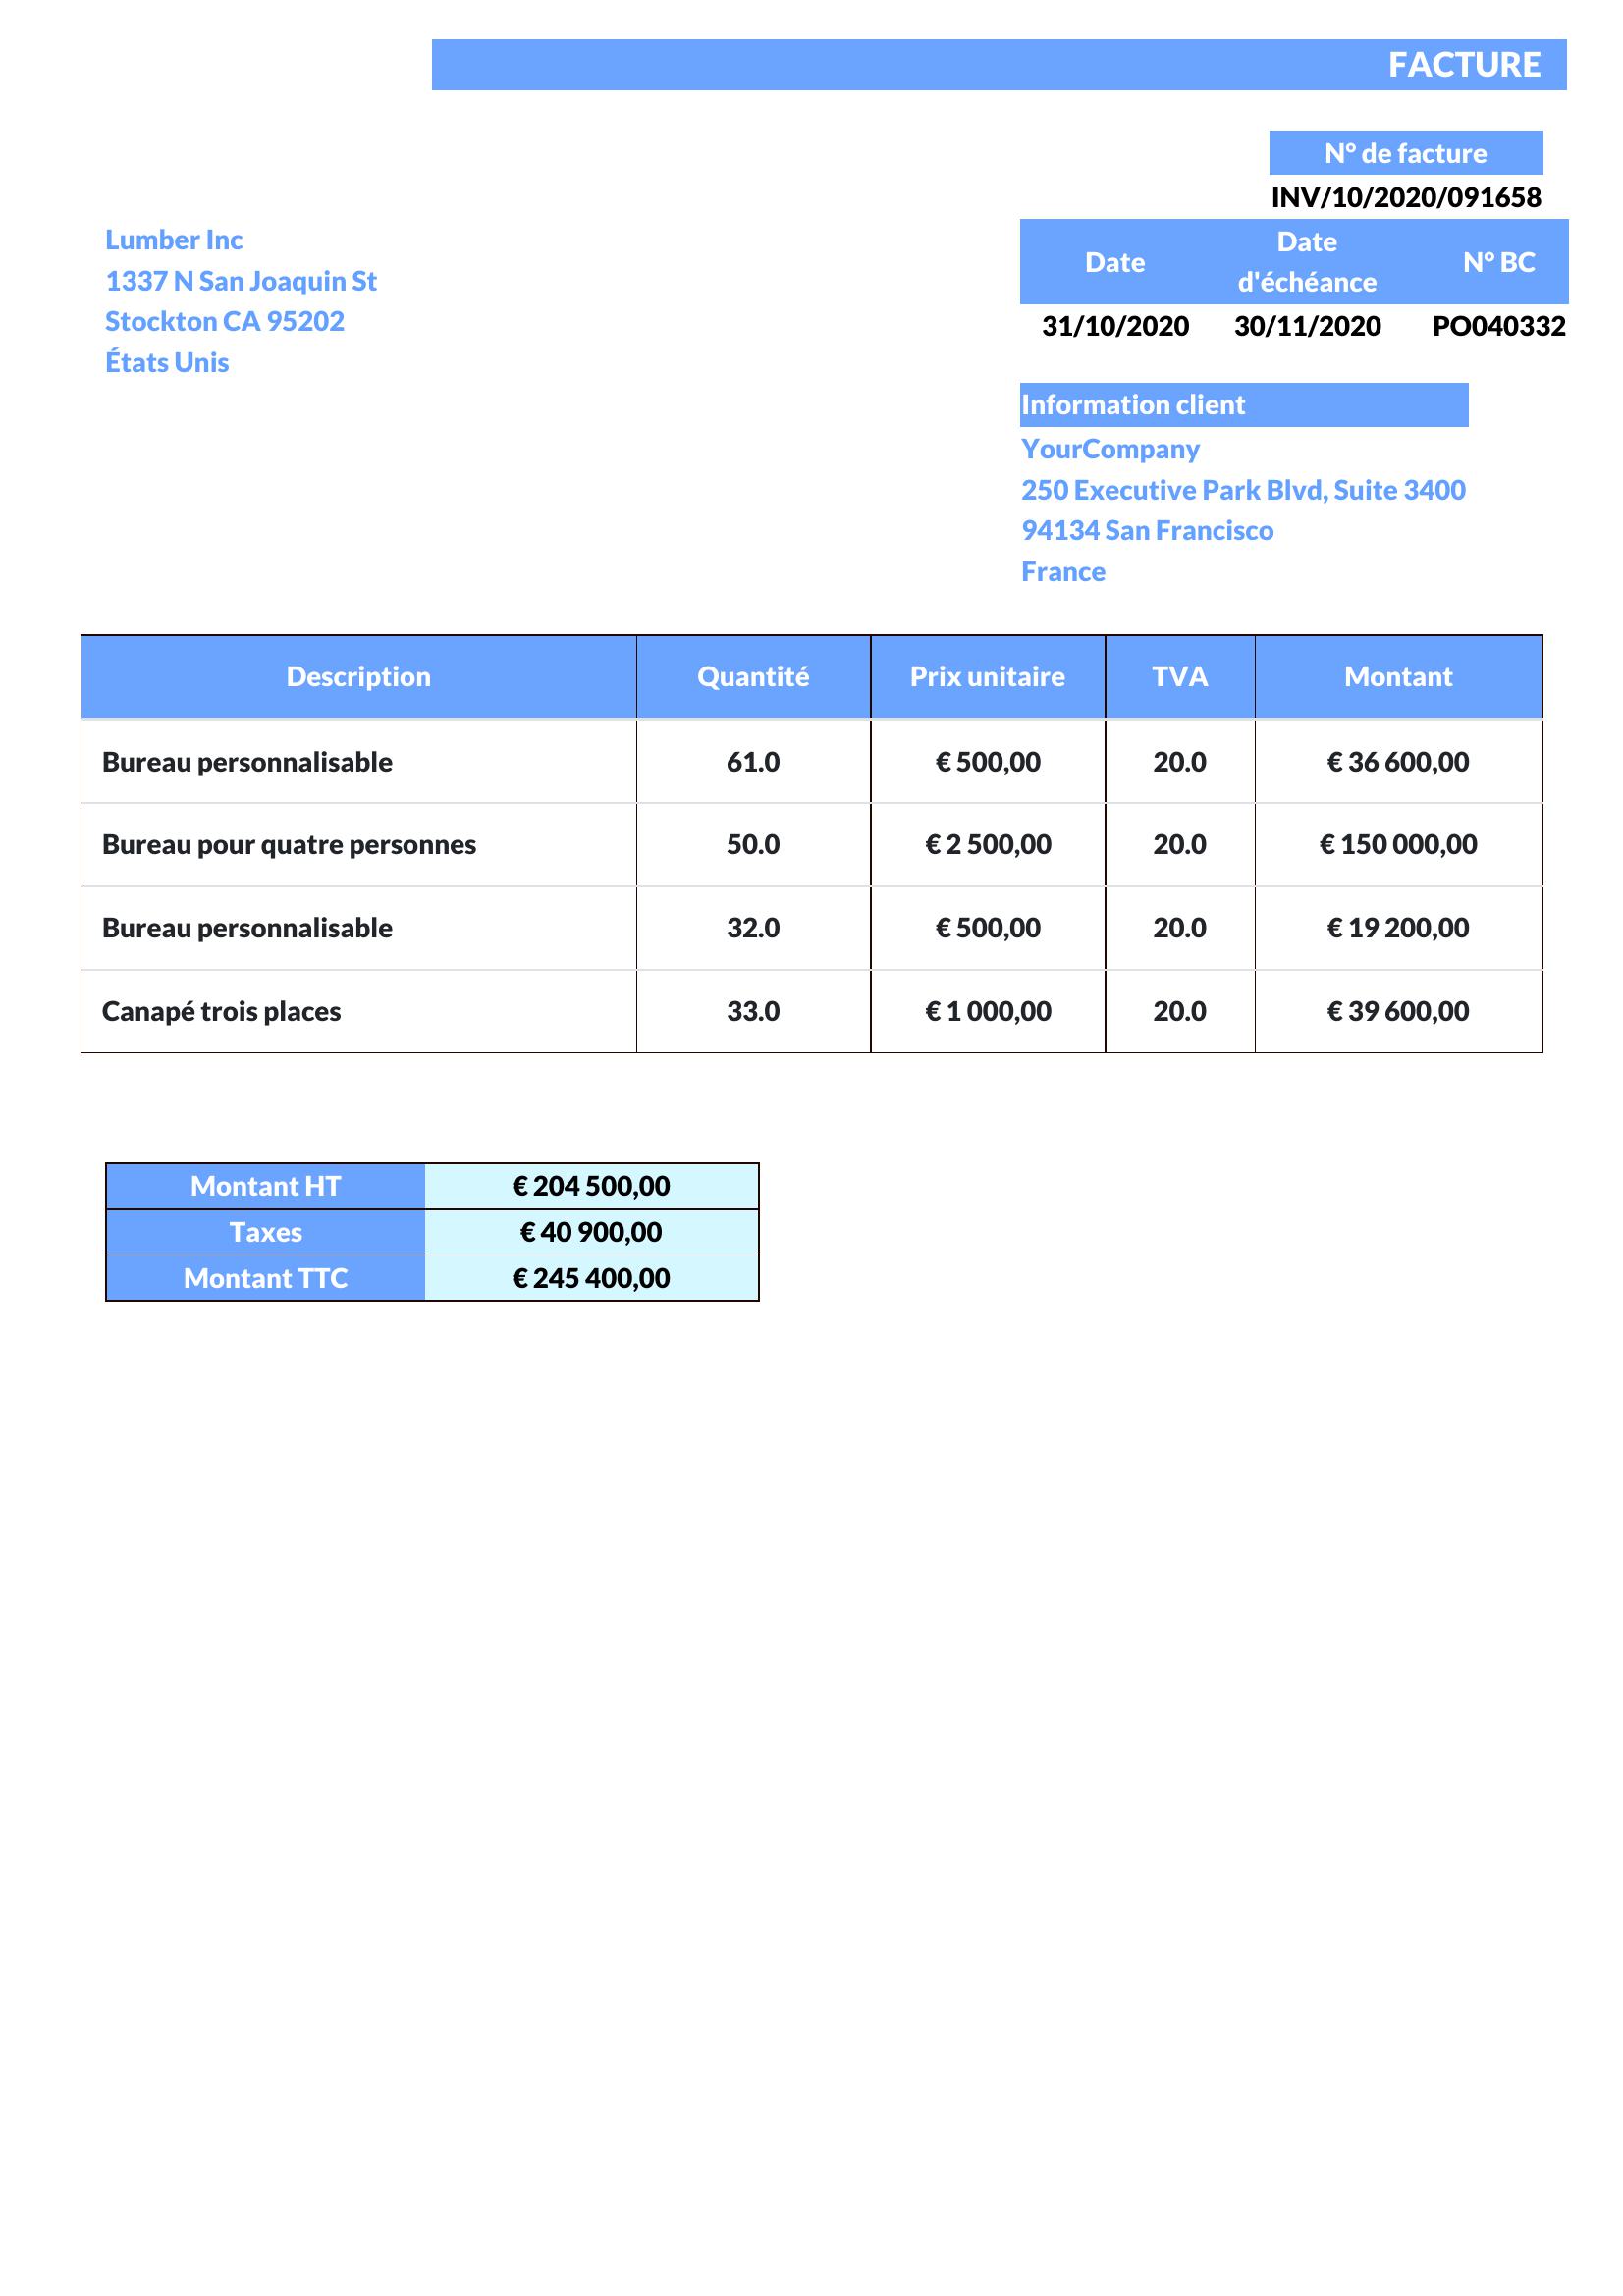 FACTURE
N° de facture
INV/10/2020/091658
Lumber Inc
1337 N San Joaquin St
Stockton CA 95202
États Unis
Date Date d'échéance N° BC
31/10/2020 30/11/2020 PO040332
Information client
YourCompany
250 Executive Park Blvd, Suite 3400
94134 San Francisco
France
Description Quantité Prix unitaire TVA Montant
Bureau personnalisable 61.0 € 500,00 20.0 € 36 600,00
Bureau pour quatre personnes 50.0 € 2 500,00 20.0 € 150 000,00
Bureau personnalisable 32.0 € 500,00 20.0 € 19 200,00
Canapé trois places 33.0 € 1 000,00 20.0 € 39 600,00
Montant HT € 204 500,00
Taxes € 40 900,00
Montant TTC € 245 400,00